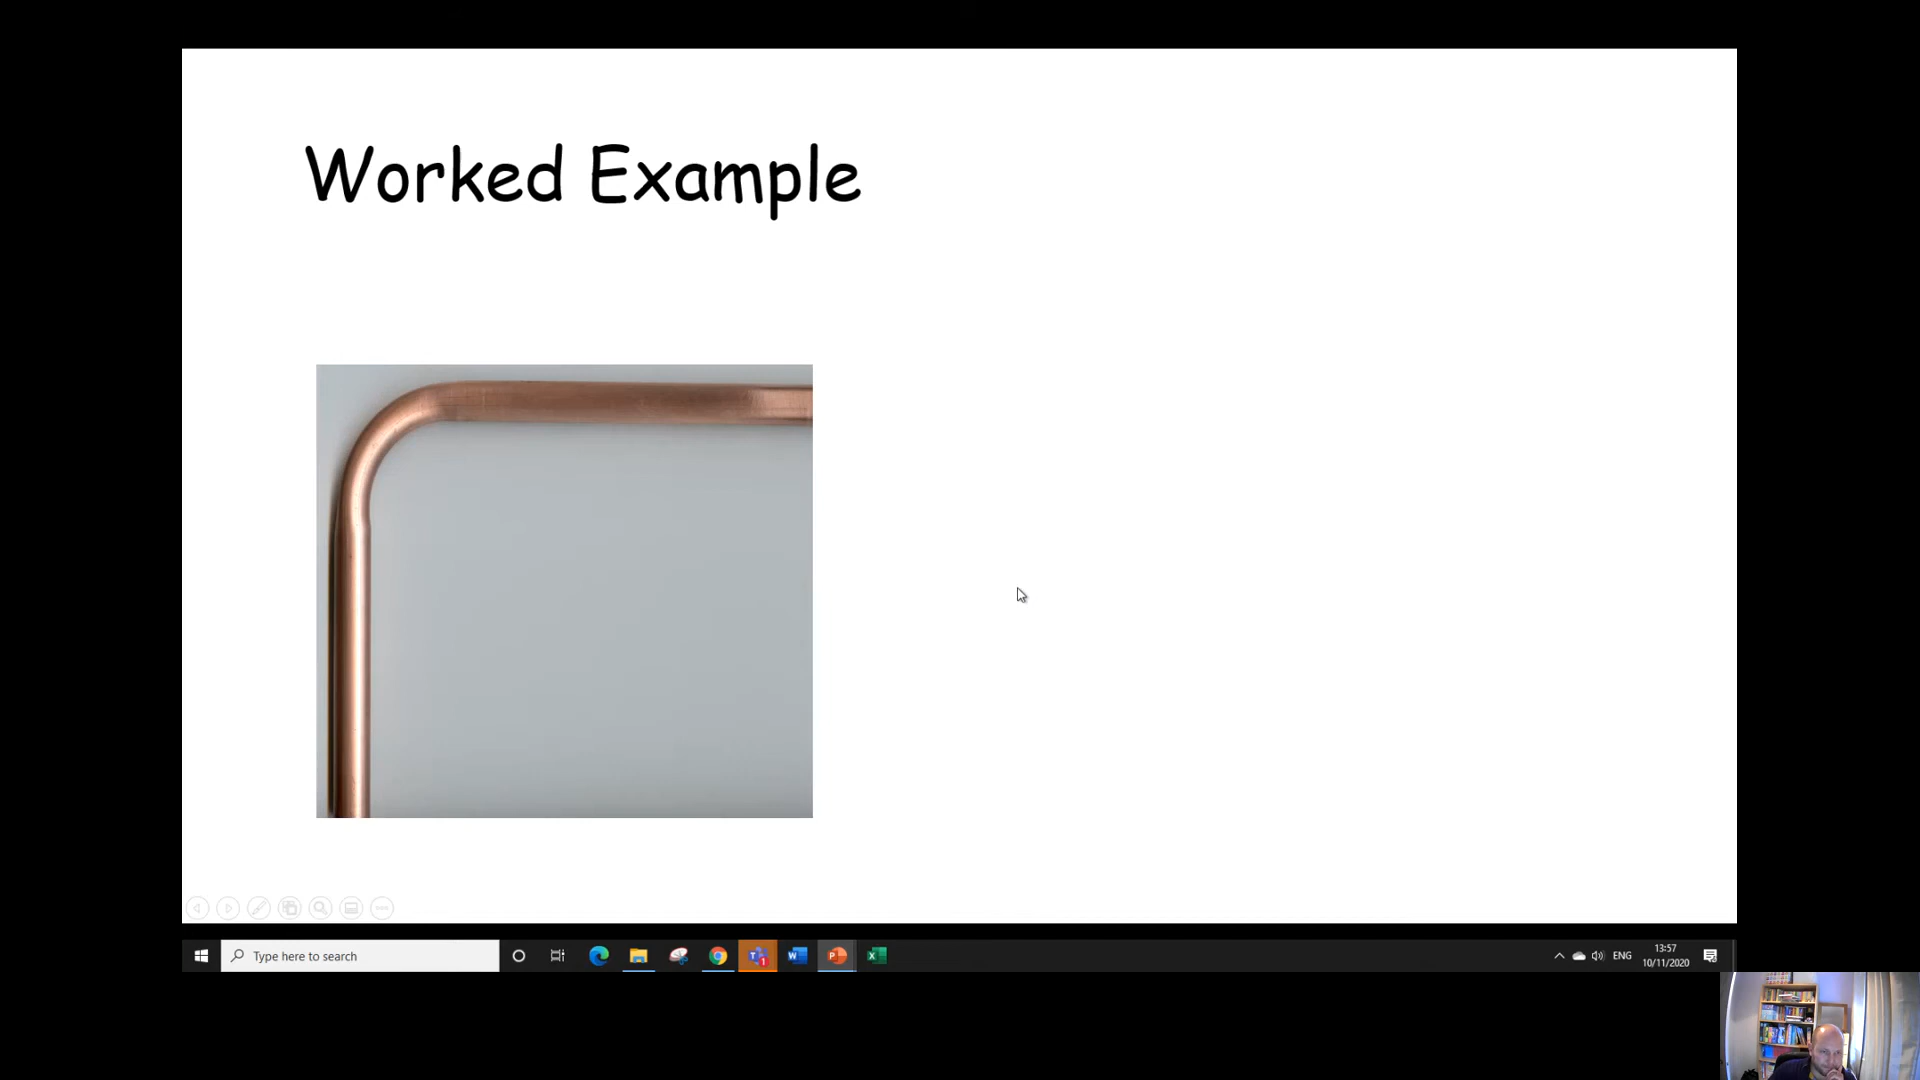 Worked Example
Type here to search
ENG
13:57
10/11/2020